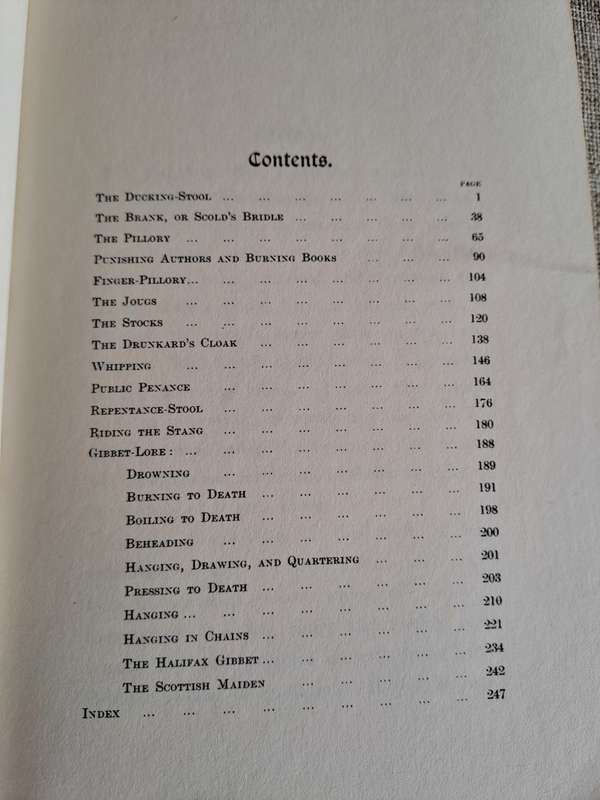 Contents.
PAGE
The Ducking-Stool ... ... ... ... ... ... 1
The Brank, or Scold's Bridle ... ... ... ... ... 38
The Pillory ... ... ... ... ... ... ... 65
Punishing Authors and Burning Books ... ... ... 90
Finger-Pillory... ... ... ... ... ... ... 104
The Jougs ... ... ... ... ... ... ... 108
The Stocks ... ... ... ... ... ... ... 120
The Drunkard's Cloak ... ... ... ... ... ... 138
Whipping ... ... ... ... ... ... ... 146
Public Penance ... ... ... ... ... ... ... 164
Repentance-Stool ... ... ... ... ... ... ... 176
Riding the Stang ... ... ... ... ... ... ... 180
Gibbet-Lore: ... ... ... ... ... ... ... ... 188
Drowning ... ... ... ... ... ... ... 189
Burning to Death ... ... ... ... ... ... 191
Boiling to Death ... ... ... ... ... ... 198
Beheading ... ... ... ... ... ... ... 200
Hanging, Drawing, and Quartering ... ... ... 201
Pressing to Death ... ... ... ... ... ... 203
Hanging ... ... ... ... ... ... ... ... 210
Hanging in Chains ... ... ... ... ... ... 221
The Halifax Gibbet ... ... ... ... ... ... 234
The Scottish Maiden ... ... ... ... ... 242
Index ... ... ... ... ... ... ... ... ... 247